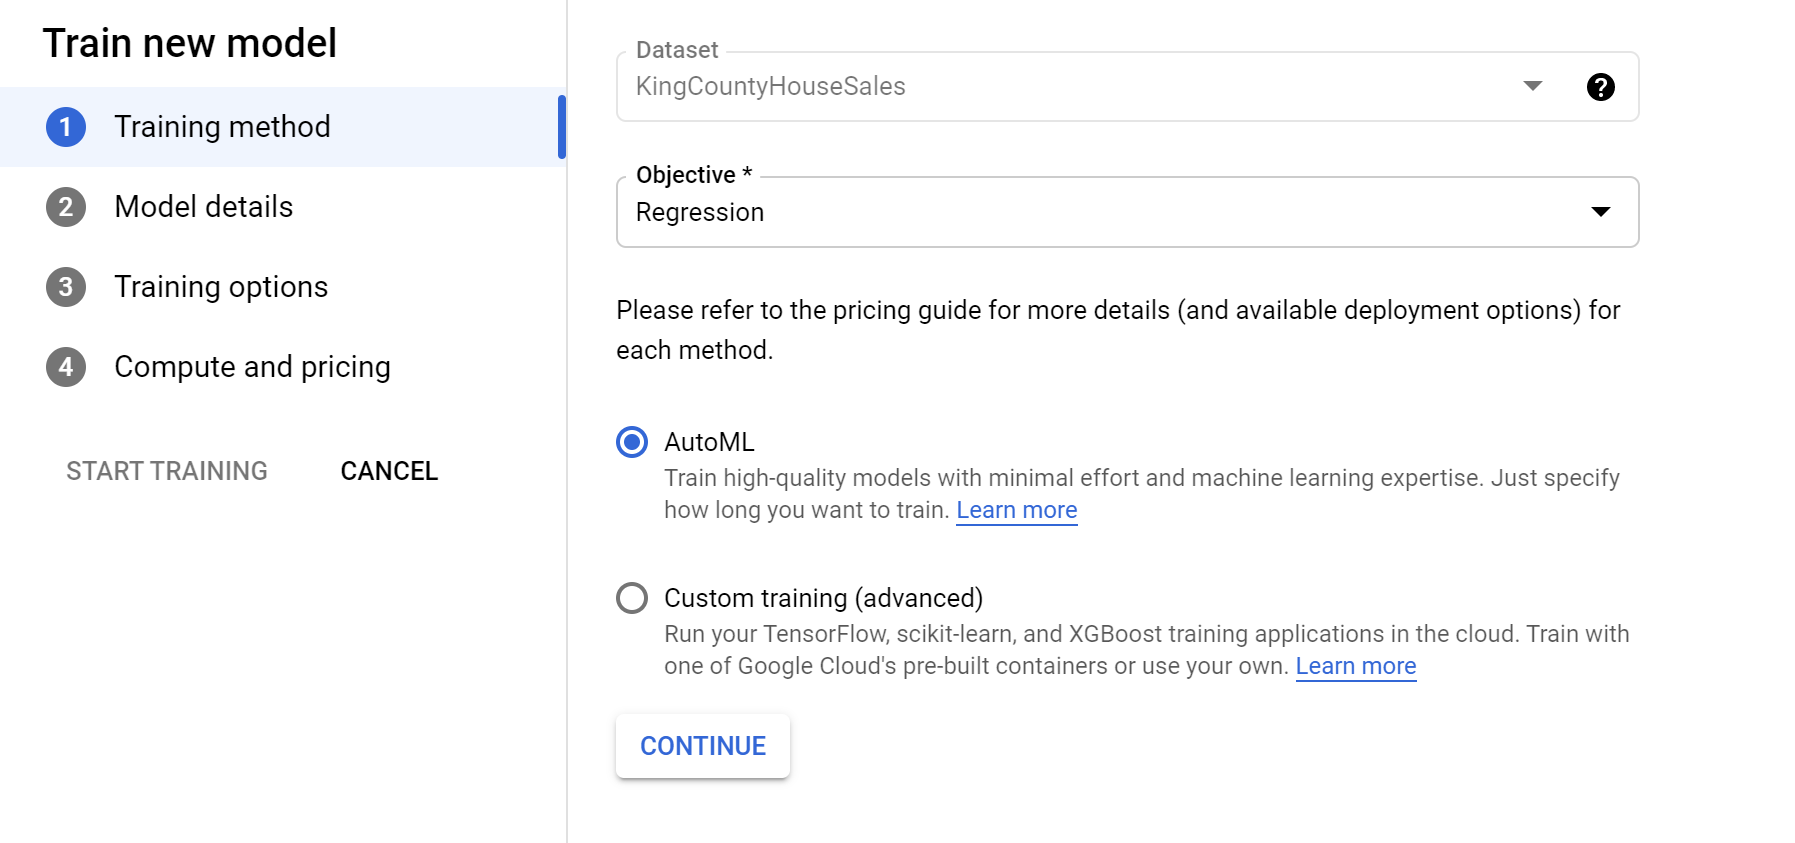 Train new model
1 Training method
2 Model details
3 Training options
4 Compute and pricing
START TRAINING CANCEL
Dataset
KingCountyHouseSales
?
Objective *
Regression
Please refer to the pricing guide for more details (and available deployment options) for
each method.
AutoML
Train high-quality models with minimal effort and machine learning expertise. Just specify
how long you want to train. Learn more
Custom training (advanced)
Run your TensorFlow, scikit-learn, and XGBoost training applications in the cloud. Train with
one of Google Cloud's pre-built containers or use your own. Learn more
CONTINUE